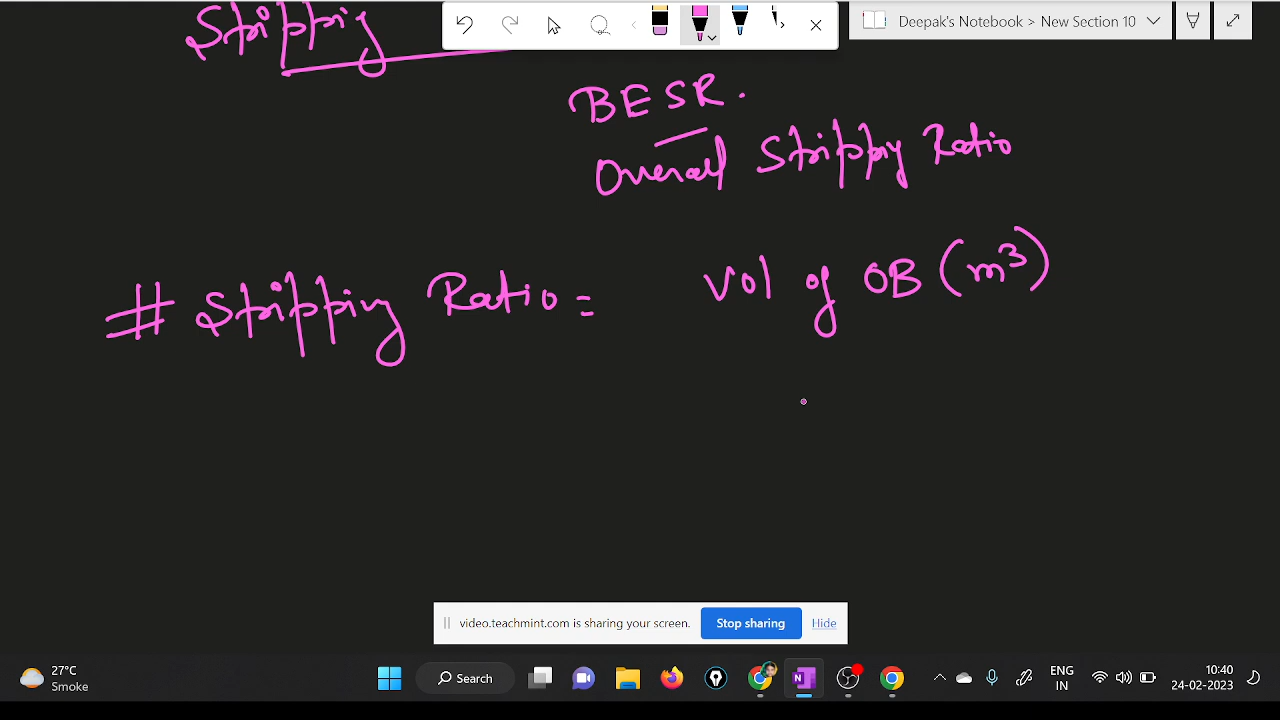 Stripping
Deepak's Notebook > New Section 10
BESR.
Overall Stripping Ratio
# Stripping Ratio = Vol of OB (m³)
video.teachmint.com is sharing your screen.
Stop sharing
Hide
27°C
Smoke
Search
ENG
IN
10:40
24-02-2023